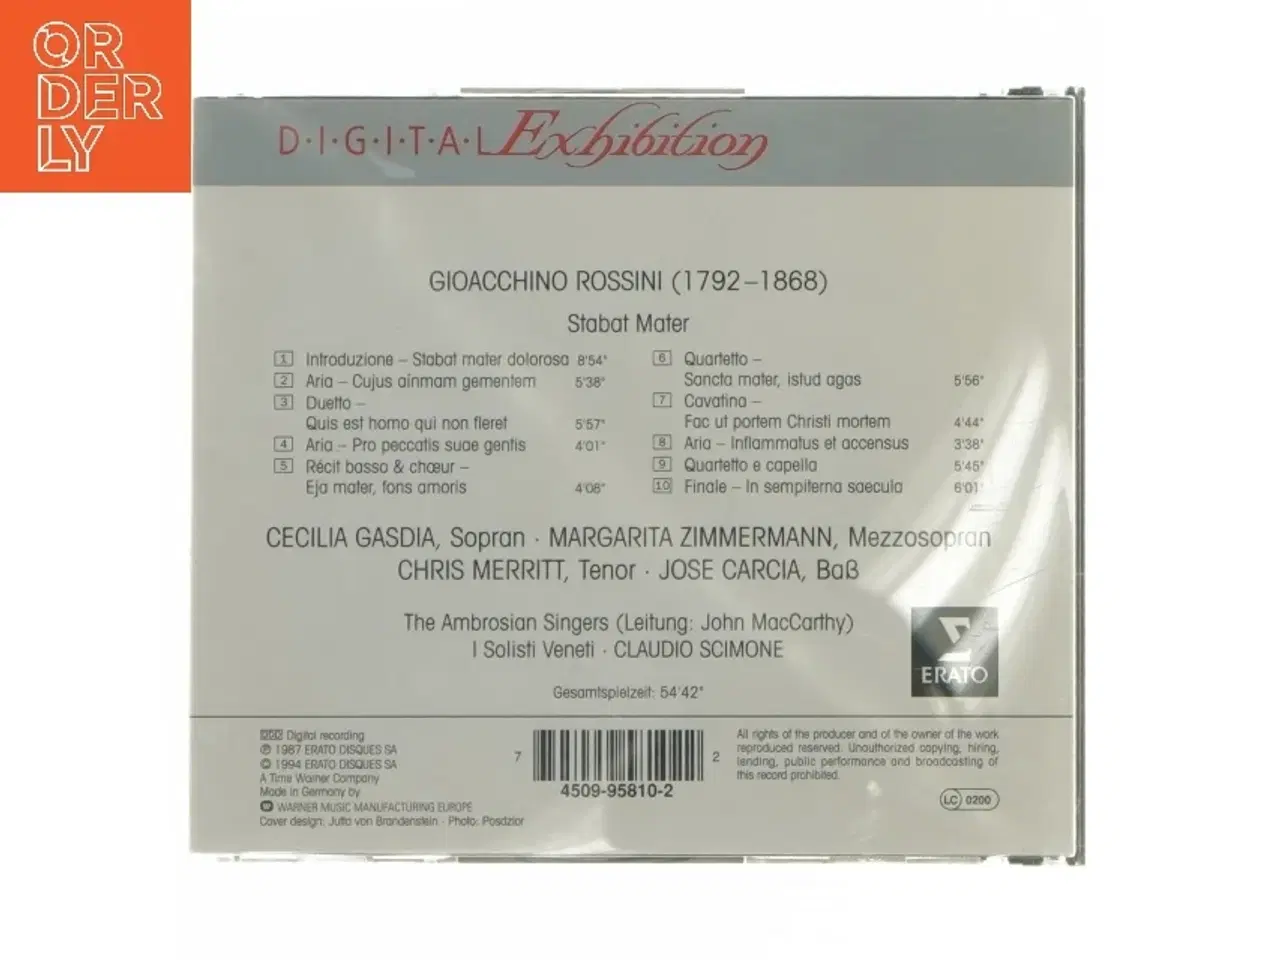 ORDERLY
D·I·G·I·T·A·L Exhibition
GIOACCHINO ROSSINI (1792–1868)
Stabat Mater
1 Introduzione – Stabat mater dolorosa 8'54"
2 Aria – Cujus ainmam gementem 5'38"
3 Duetto –
Quis est homo qui non fleret 5'57"
4 Aria – Pro peccatis suae gentis 4'01"
5 Récit basso & chœur –
Eja mater, fons amoris 4'08"
6 Quartetto –
Sancta mater, istud agas 5'56"
7 Cavatina –
Fac ut portem Christi mortem 4'44"
8 Aria – Inflammatus et accensus 3'38"
9 Quartetto e capella 5'45"
10 Finale – In sempiterna saecula 6'01"
CECILIA GASDIA, Sopran · MARGARITA ZIMMERMANN, Mezzosopran
CHRIS MERRITT, Tenor · JOSE CARCIA, Baß
The Ambrosian Singers (Leitung: John MacCarthy)
I Solisti Veneti · CLAUDIO SCIMONE
ERATO
Gesamtspielzeit: 54'42"
DDD Digital recording
℗ 1987 ERATO DISQUES SA
© 1994 ERATO DISQUES SA
A Time Warner Company
Made in Germany by
WARNER MUSIC MANUFACTURING EUROPE
Cover design: Jutta von Brandenstein · Photo: Posdzior
7 4509-95810-2 2
All rights of the producer and of the owner of the work
reproduced reserved. Unauthorized copying, hiring,
lending, public performance and broadcasting of
this record prohibited.
LC 0200